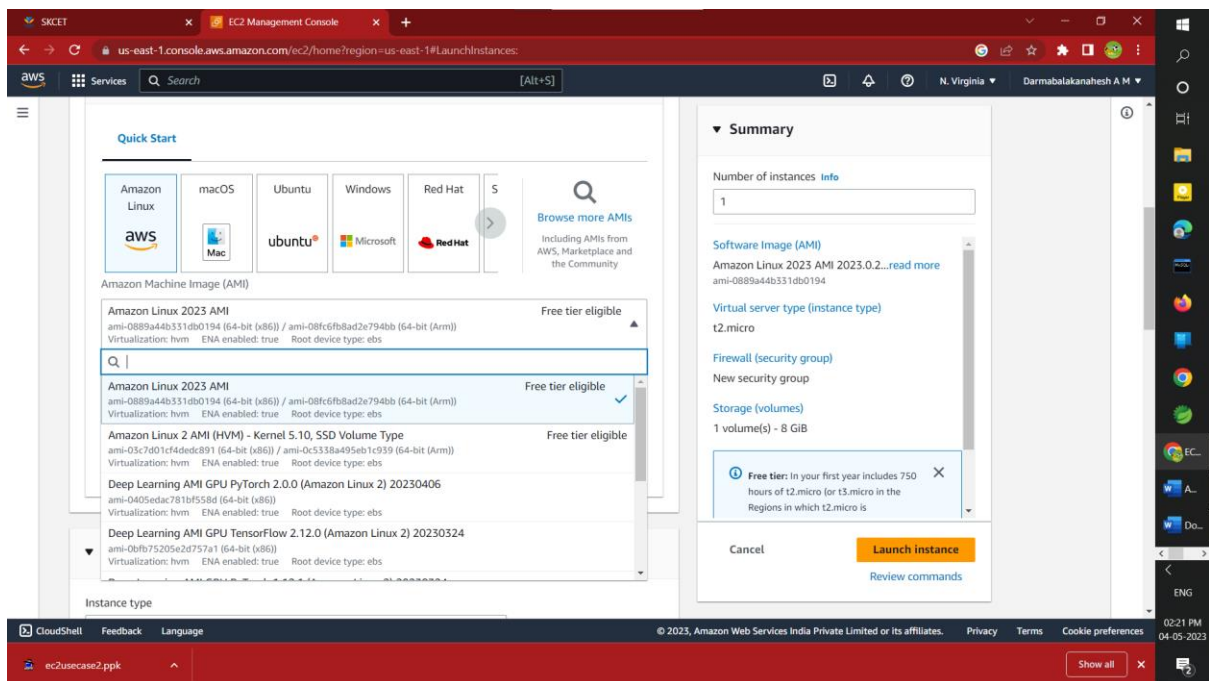 SKCET
EC2 Management Console
us-east-1.console.aws.amazon.com/ec2/home?region=us-east-1#LaunchInstances:
aws
Services
Search
[Alt+S]
N. Virginia
Darmabalakanahesh A M
Quick Start
Amazon
Linux
aws
macOS
Mac
Ubuntu
ubuntu
Windows
Microsoft
Red Hat
Red Hat
S
Browse more AMIs
Including AMIs from
AWS, Marketplace and
the Community
Amazon Machine Image (AMI)
Amazon Linux 2023 AMI
Free tier eligible
ami-0889a44b331db0194 (64-bit (x86)) / ami-08fc6fb8ad2e794bb (64-bit (Arm))
Virtualization: hvm ENA enabled: true Root device type: ebs
Amazon Linux 2023 AMI
Free tier eligible
ami-0889a44b331db0194 (64-bit (x86)) / ami-08fc6fb8ad2e794bb (64-bit (Arm))
Virtualization: hvm ENA enabled: true Root device type: ebs
Amazon Linux 2 AMI (HVM) - Kernel 5.10, SSD Volume Type
Free tier eligible
ami-03c7d01cf4dedc891 (64-bit (x86)) / ami-0c5338a495eb1c939 (64-bit (Arm))
Virtualization: hvm ENA enabled: true Root device type: ebs
Deep Learning AMI GPU PyTorch 2.0.0 (Amazon Linux 2) 20230406
ami-0405edac781bf558d (64-bit (x86))
Virtualization: hvm ENA enabled: true Root device type: ebs
Deep Learning AMI GPU TensorFlow 2.12.0 (Amazon Linux 2) 20230324
ami-0bfb75205e2d757a1 (64-bit (x86))
Virtualization: hvm ENA enabled: true Root device type: ebs
Instance type
Summary
Number of instances Info
1
Software Image (AMI)
Amazon Linux 2023 AMI 2023.0.2...read more
ami-0889a44b331db0194
Virtual server type (instance type)
t2.micro
Firewall (security group)
New security group
Storage (volumes)
1 volume(s) - 8 GiB
Free tier: In your first year includes 750
hours of t2.micro (or t3.micro in the
Regions in which t2.micro is
Cancel
Launch instance
Review commands
CloudShell
Feedback
Language
© 2023, Amazon Web Services India Private Limited or its affiliates.
Privacy
Terms
Cookie preferences
ec2usecase2.ppk
Show all
EC...
A...
Do...
ENG
02:21 PM
04-05-2023